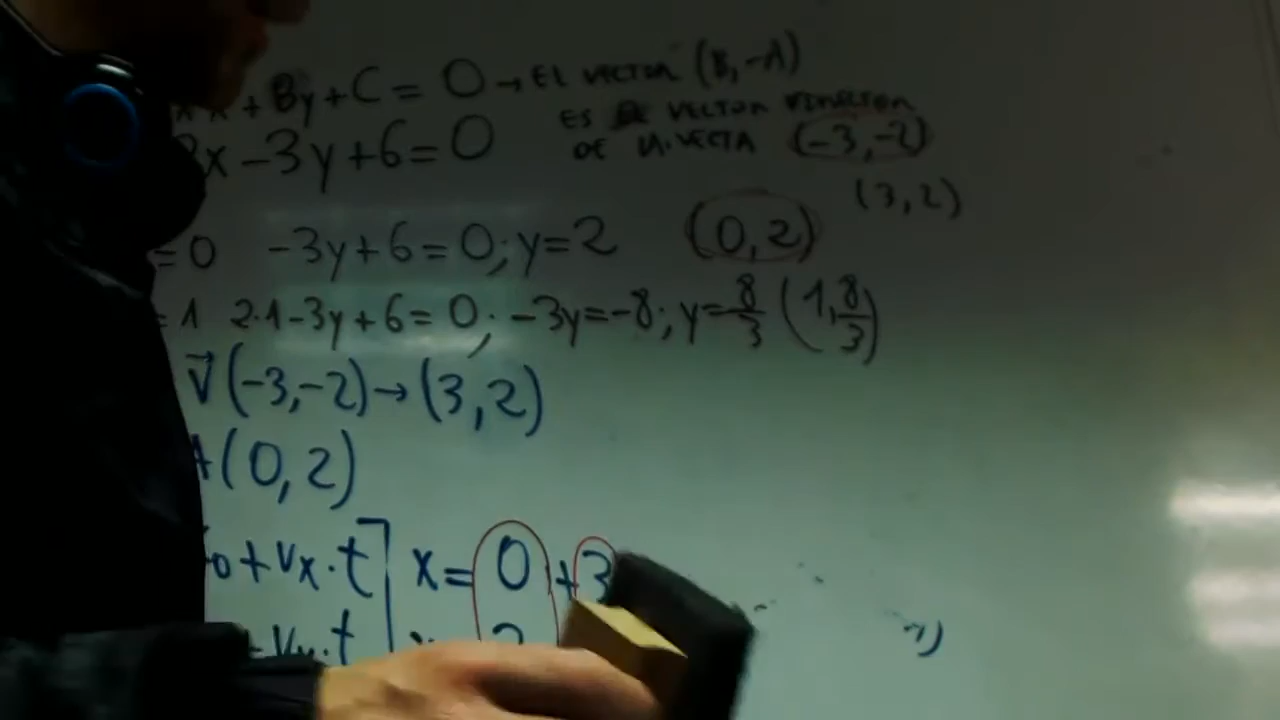 +By+C=0→EL VECTOR (B,-A)
ES VECTOR DIRECTOR
DE LA RECTA (-3,-2)
x-3y+6=0
(3,2)
=0 -3y+6=0; y=2 (0,2)
=1 2·1-3y+6=0; -3y=-8; y=8/3 (1,8/3)
V⃗(-3,-2)→(3,2)
A(0,2)
o+Vx·t] x=0+3
t